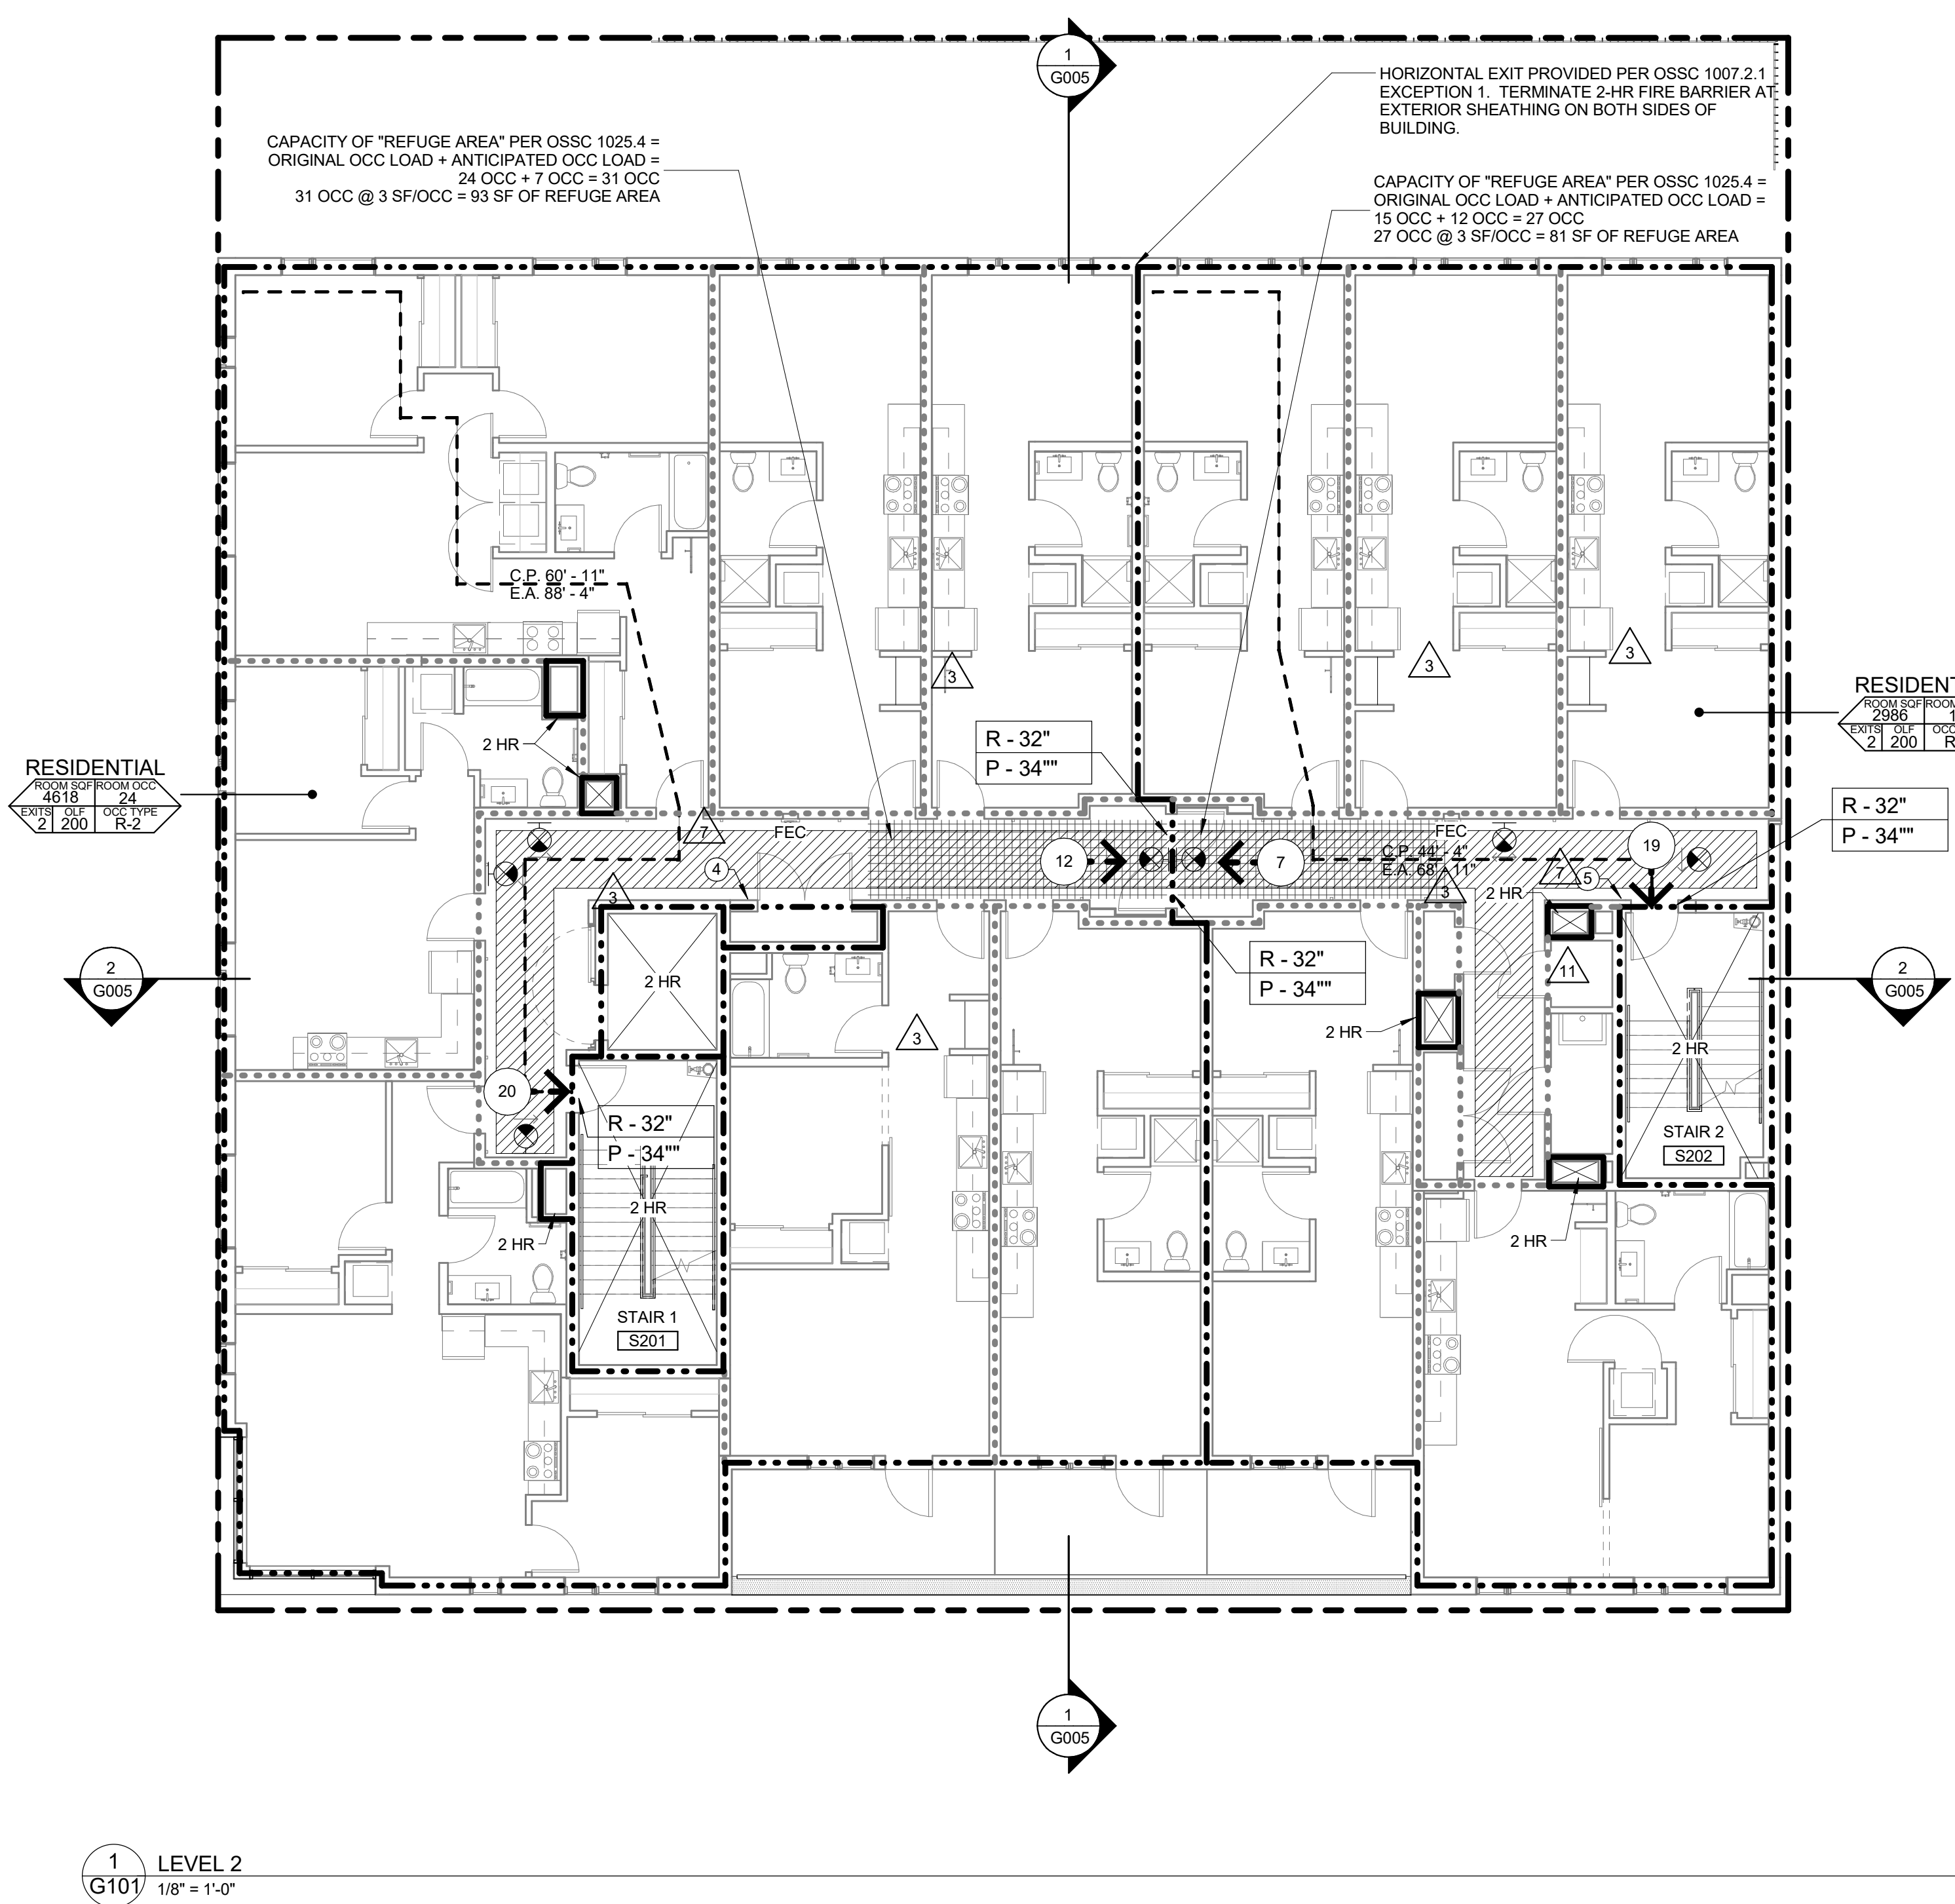 1
G005
HORIZONTAL EXIT PROVIDED PER OSSC 1007.2.1
EXCEPTION 1. TERMINATE 2-HR FIRE BARRIER AT
EXTERIOR SHEATHING ON BOTH SIDES OF
BUILDING.
CAPACITY OF "REFUGE AREA" PER OSSC 1025.4 =
ORIGINAL OCC LOAD + ANTICIPATED OCC LOAD =
24 OCC + 7 OCC = 31 OCC
31 OCC @ 3 SF/OCC = 93 SF OF REFUGE AREA
CAPACITY OF "REFUGE AREA" PER OSSC 1025.4 =
ORIGINAL OCC LOAD + ANTICIPATED OCC LOAD =
15 OCC + 12 OCC = 27 OCC
27 OCC @ 3 SF/OCC = 81 SF OF REFUGE AREA
C.P. 60' - 11"
E.A. 88' - 4"
3
3
3
2 HR
R - 32"
P - 34""
RESIDENTIAL
ROOM SQF ROOM OCC
4618 24
EXITS OLF OCC TYPE
2 200 R-2
RESIDENT
ROOM SQF ROOM
2986 1
EXITS OLF OCC
2 200 R
R - 32"
P - 34""
7
FEC
FEC
12
7
C.P. 44' - 4"
E.A. 68' - 11"
19
4
3
3
7
5
2 HR
2 HR
R - 32"
P - 34""
11
2
G005
2
G005
3
2 HR
2 HR
20
R - 32"
P - 34""
STAIR 2
S202
2 HR
2 HR
2 HR
STAIR 1
S201
1
G005
1
G101
LEVEL 2
1/8" = 1'-0"